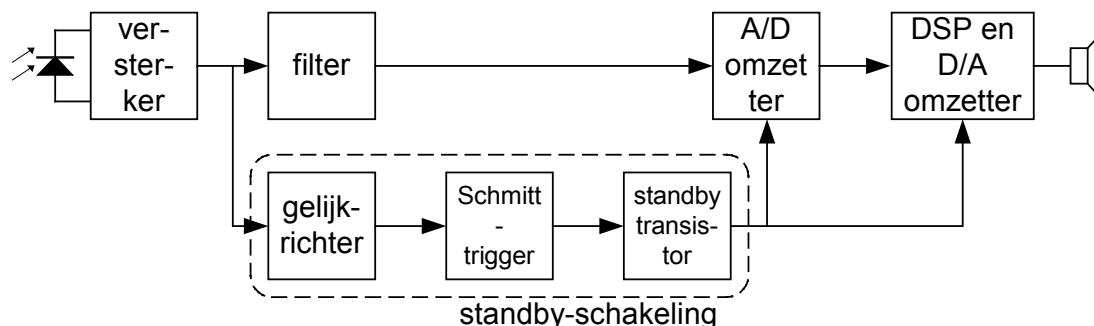 ver-
ster-
ker
filter
A/D
omzet
ter
DSP en
D/A
omzetter
gelijk-
richter
Schmitt
-
trigger
standby
transis-
tor
standby-schakeling